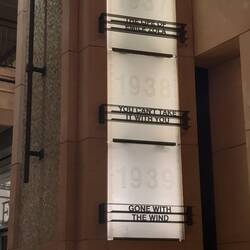 THE LIFE OF
EMILE ZOLA
1938
YOU CAN'T TAKE
IT WITH YOU
1939
GONE WITH
THE WIND